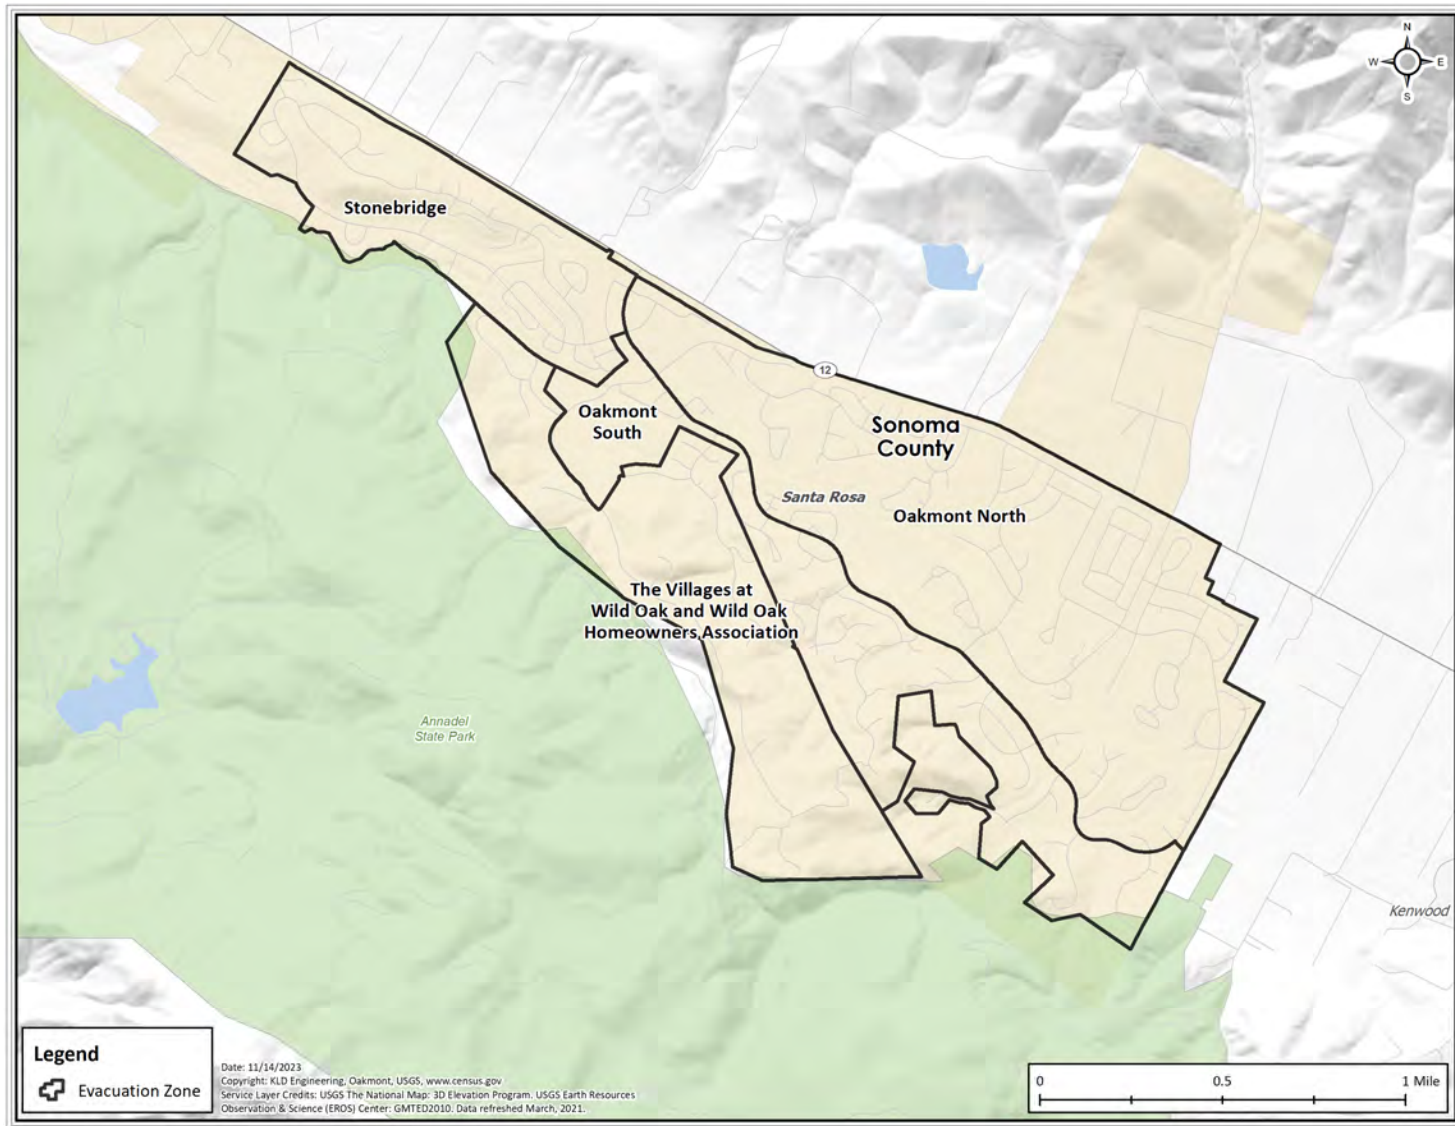 N
W E
S
Stonebridge
12
Oakmont
South
Sonoma
County
Santa Rosa
Oakmont North
The Villages at
Wild Oak and Wild Oak
Homeowners Association
Annadel
State Park
Kenwood
Legend
Evacuation Zone
Date: 11/14/2023
Copyright: KLD Engineering, Oakmont, USGS, www.census.gov
Service Layer Credits: USGS The National Map: 3D Elevation Program. USGS Earth Resources
Observation & Science (EROS) Center: GMTED2010. Data refreshed March, 2021.
0 0.5 1 Mile